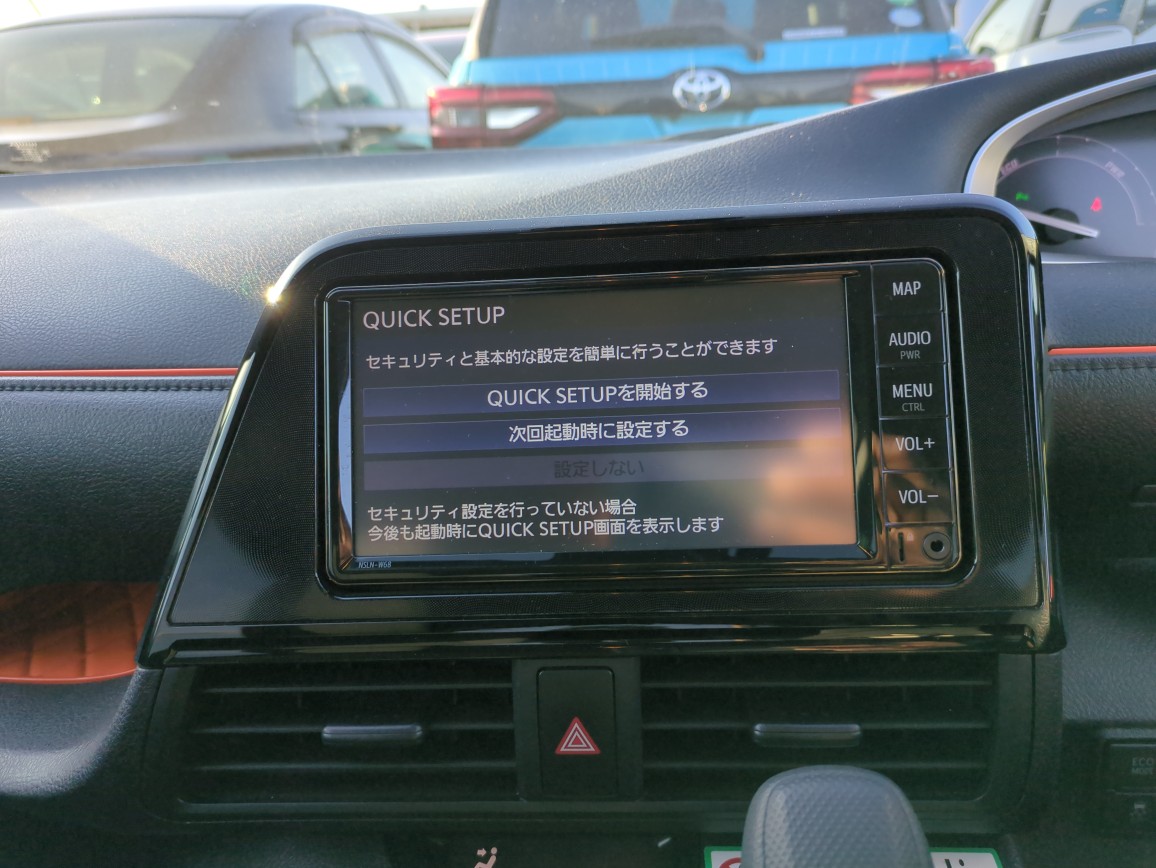 QUICK SETUP
セキュリティと基本的な設定を簡単に行うことができます
QUICK SETUPを開始する
次回起動時に設定する
設定しない
セキュリティ設定を行っていない場合
今後も起動時にQUICK SETUP画面を表示します
NSLN-W68
MAP
AUDIO
PWR
MENU
CTRL
VOL+
VOL−
PWR
ECO
MODE